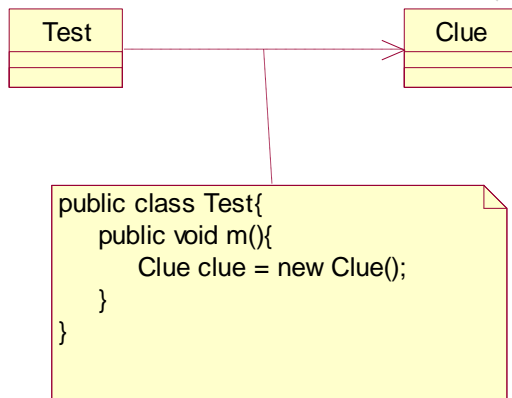 Test
Clue
public class Test{
public void m(){
Clue clue = new Clue();
}
}